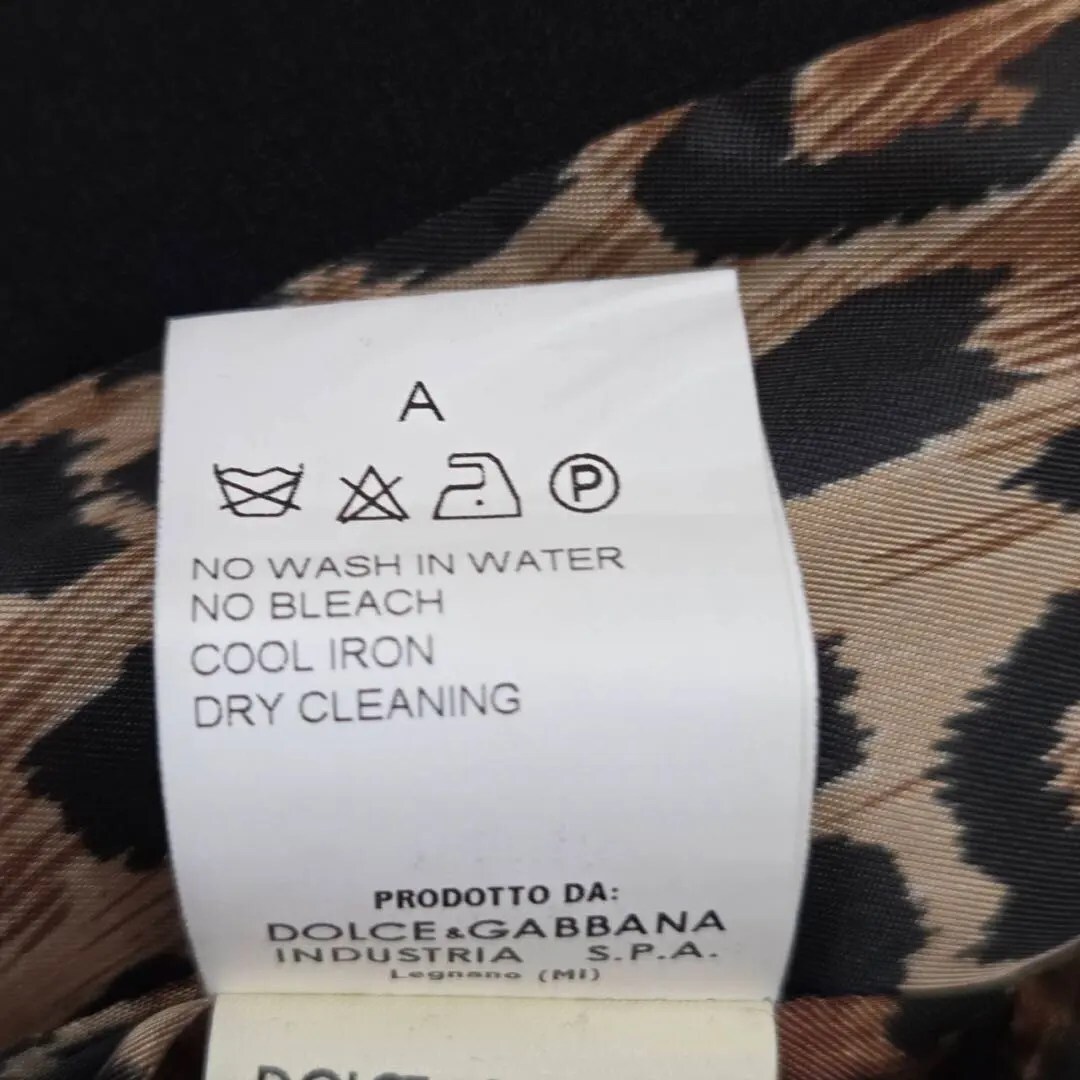 A
P
NO WASH IN WATER
NO BLEACH
COOL IRON
DRY CLEANING
PRODOTTO DA:
DOLCE&GABBANA
INDUSTRIA S.P.A.
Legnano (MI)